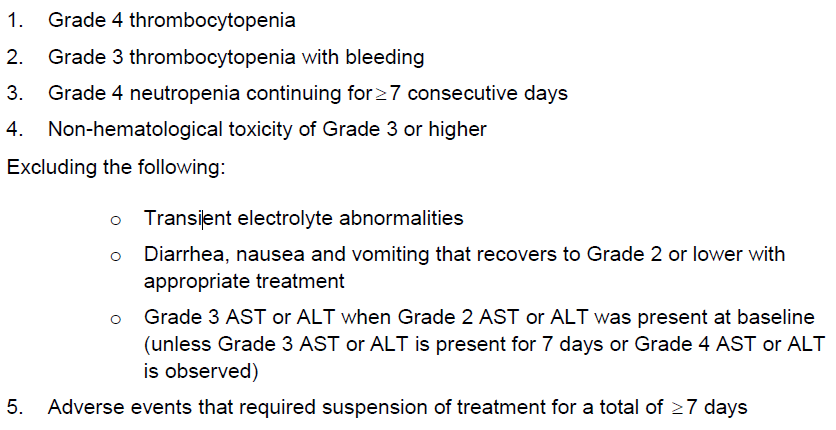 1. Grade 4 thrombocytopenia
2. Grade 3 thrombocytopenia with bleeding
3. Grade 4 neutropenia continuing for ≥7 consecutive days
4. Non-hematological toxicity of Grade 3 or higher
Excluding the following:
o Transient electrolyte abnormalities
o Diarrhea, nausea and vomiting that recovers to Grade 2 or lower with
appropriate treatment
o Grade 3 AST or ALT when Grade 2 AST or ALT was present at baseline
(unless Grade 3 AST or ALT is present for 7 days or Grade 4 AST or ALT
is observed)
5. Adverse events that required suspension of treatment for a total of ≥7 days